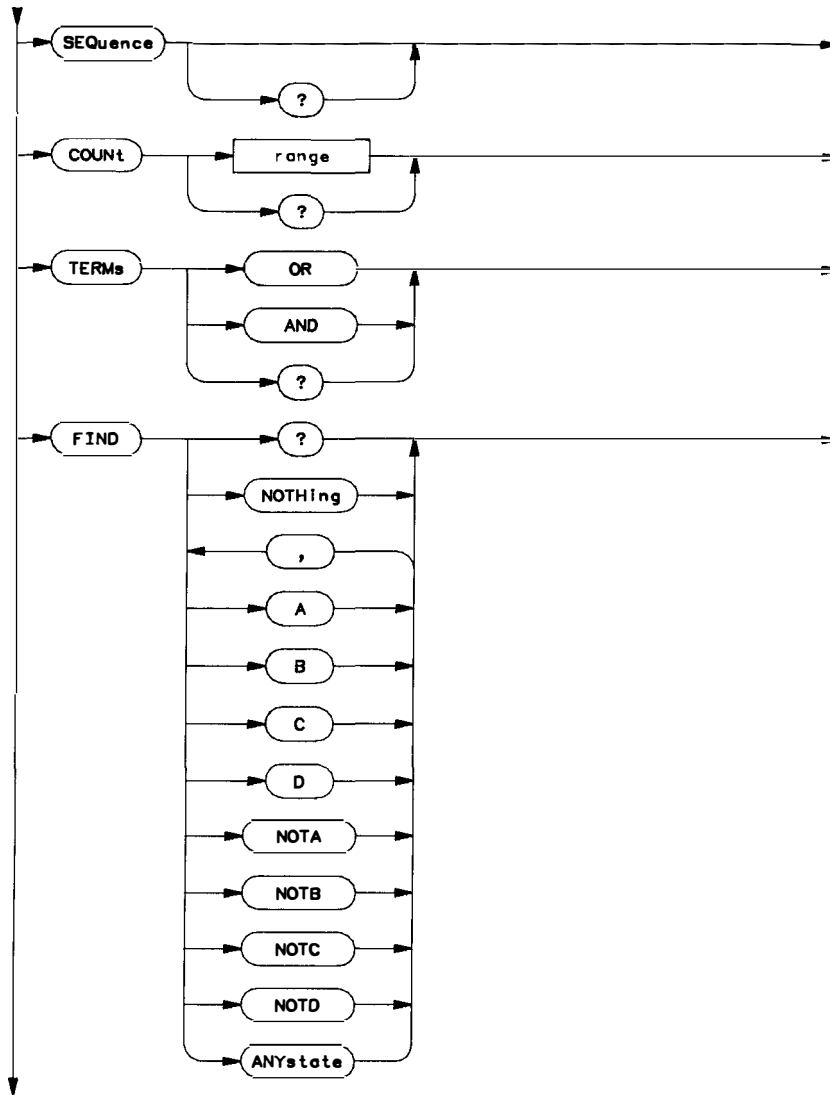 SEQuence
?
COUNt range
?
TERMs OR
AND
?
FIND ?
NOTHing
,
A
B
C
D
NOTA
NOTB
NOTC
NOTD
ANYstate